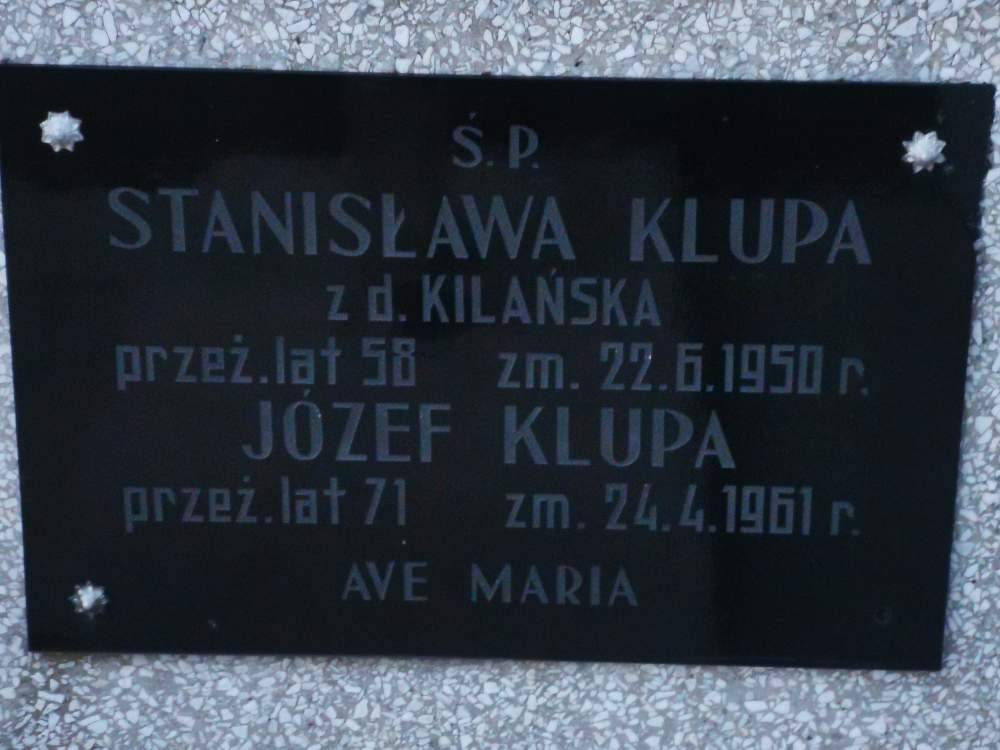 Ś. P.
STANISŁAWA KLUPA
z d. KILAŃSKA
przeż. lat 58 zm. 22.6.1950 r.
JÓZEF KLUPA
przeż. lat 71 zm. 24.4.1961 r.
AVE MARIA